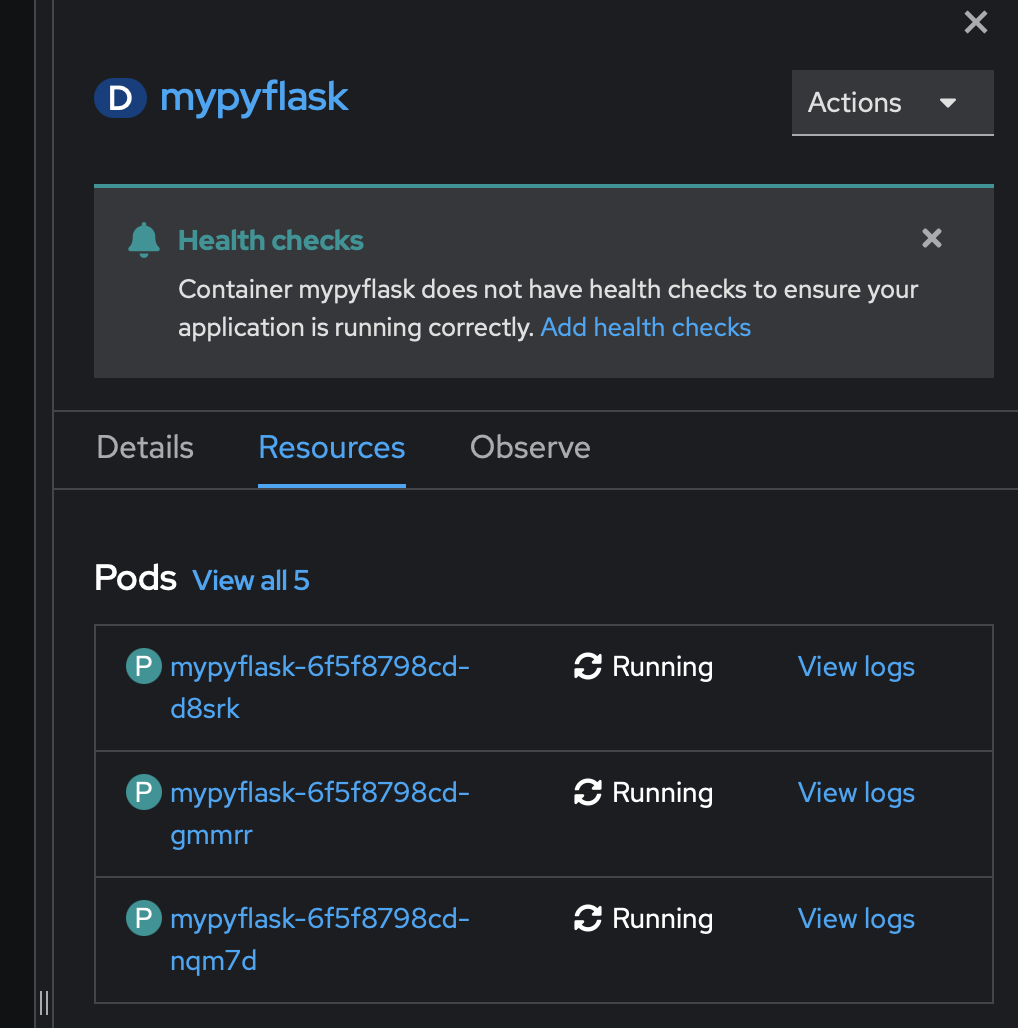 D mypyflask
Actions
Health checks
Container mypyflask does not have health checks to ensure your
application is running correctly. Add health checks
Details Resources Observe
Pods View all 5
P mypyflask-6f5f8798cd- Running View logs
d8srk
P mypyflask-6f5f8798cd- Running View logs
gmmrr
P mypyflask-6f5f8798cd- Running View logs
nqm7d